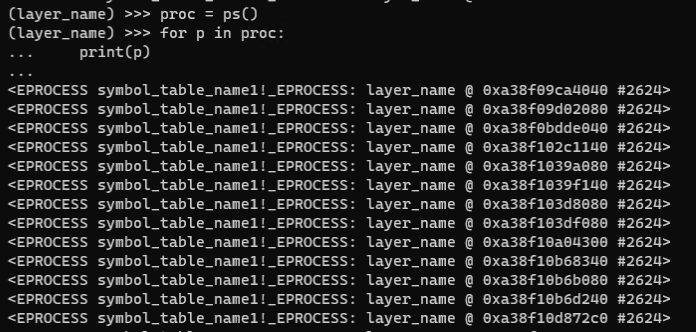 (layer_name) >>> proc = ps()
(layer_name) >>> for p in proc:
...     print(p)
...
<EPROCESS symbol_table_name1!_EPROCESS: layer_name @ 0xa38f09ca4040 #2624>
<EPROCESS symbol_table_name1!_EPROCESS: layer_name @ 0xa38f09d02080 #2624>
<EPROCESS symbol_table_name1!_EPROCESS: layer_name @ 0xa38f0bdde040 #2624>
<EPROCESS symbol_table_name1!_EPROCESS: layer_name @ 0xa38f102c1140 #2624>
<EPROCESS symbol_table_name1!_EPROCESS: layer_name @ 0xa38f1039a080 #2624>
<EPROCESS symbol_table_name1!_EPROCESS: layer_name @ 0xa38f1039f140 #2624>
<EPROCESS symbol_table_name1!_EPROCESS: layer_name @ 0xa38f103d8080 #2624>
<EPROCESS symbol_table_name1!_EPROCESS: layer_name @ 0xa38f103df080 #2624>
<EPROCESS symbol_table_name1!_EPROCESS: layer_name @ 0xa38f10a04300 #2624>
<EPROCESS symbol_table_name1!_EPROCESS: layer_name @ 0xa38f10b68340 #2624>
<EPROCESS symbol_table_name1!_EPROCESS: layer_name @ 0xa38f10b6b080 #2624>
<EPROCESS symbol_table_name1!_EPROCESS: layer_name @ 0xa38f10b6d240 #2624>
<EPROCESS symbol_table_name1!_EPROCESS: layer_name @ 0xa38f10d872c0 #2624>